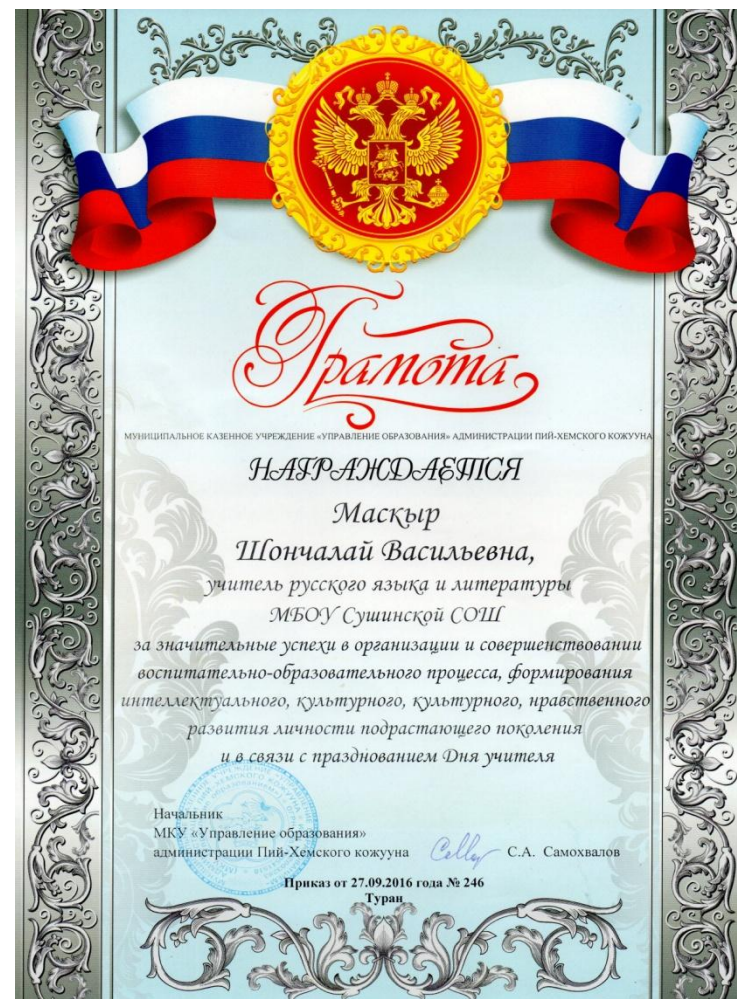 Грамота
МУНИЦИПАЛЬНОЕ КАЗЕННОЕ УЧРЕЖДЕНИЕ «УПРАВЛЕНИЕ ОБРАЗОВАНИЯ» АДМИНИСТРАЦИИ ПИЙ-ХЕМСКОГО КОЖУУНА
НАГРАЖДАЕТСЯ
Маскыр
Шончалай Васильевна,
учитель русского языка и литературы
МБОУ Сушинской СОШ
за значительные успехи в организации и совершенствовании
воспитательно-образовательного процесса, формирования
интеллектуального, культурного, культурного, нравственного
развития личности подрастающего поколения
и в связи с празднованием Дня учителя
Начальник
МКУ «Управление образования»
администрации Пий-Хемского кожууна С.А. Самохвалов
Приказ от 27.09.2016 года № 246
Туран